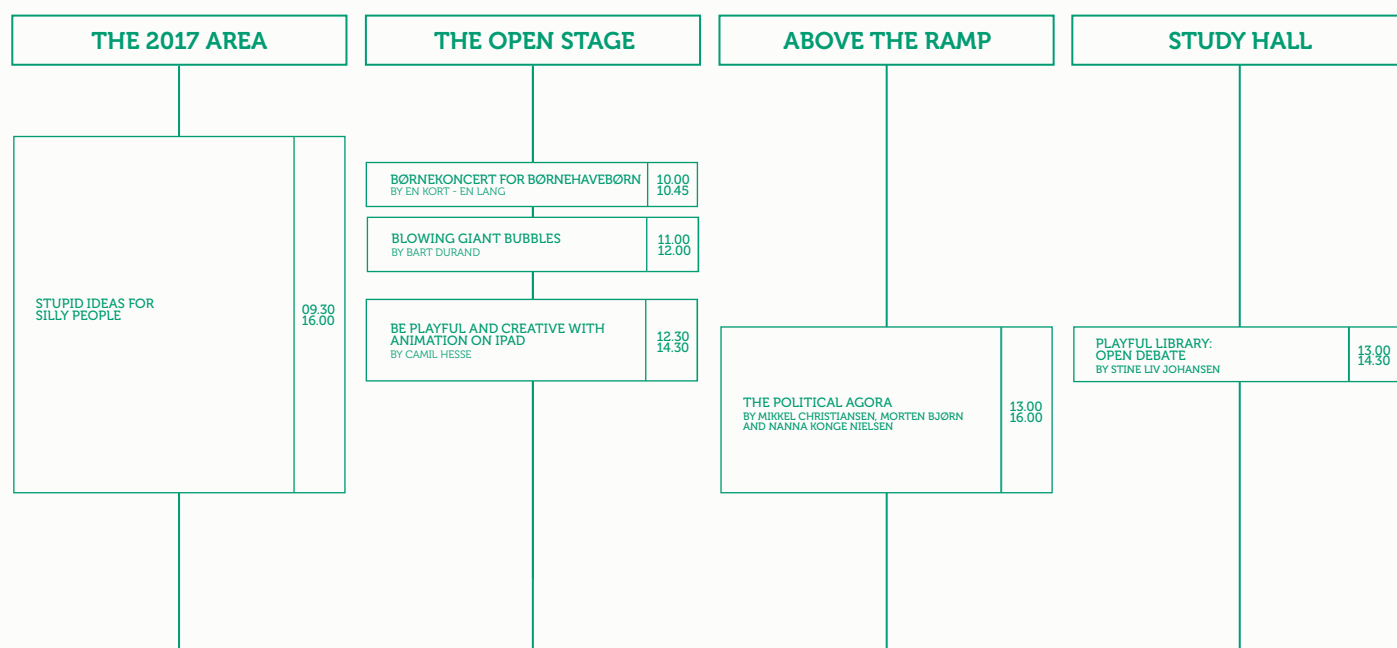 THE 2017 AREA
STUPID IDEAS FOR
SILLY PEOPLE
09.30
16.00
THE OPEN STAGE
BØRNEKONCERT FOR BØRNEHAVEBØRN
BY EN KORT - EN LANG
10.00
10.45
BLOWING GIANT BUBBLES
BY BART DURAND
11.00
12.00
BE PLAYFUL AND CREATIVE WITH
ANIMATION ON IPAD
BY CAMIL HESSE
12.30
14.30
ABOVE THE RAMP
THE POLITICAL AGORA
BY MIKKEL CHRISTIANSEN, MORTEN BJØRN
AND NANNA KONGE NIELSEN
13.00
16.00
STUDY HALL
PLAYFUL LIBRARY:
OPEN DEBATE
BY STINE LIV JOHANSEN
13.00
14.30